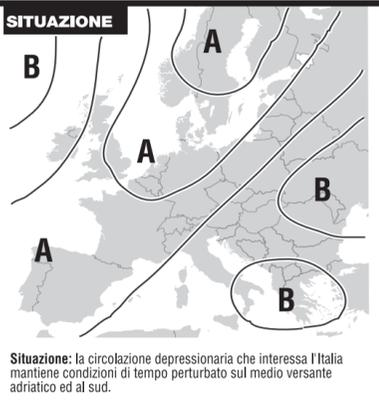 SITUAZIONE
B
A
A
B
A
B
Situazione: la circolazione depressionaria che interessa l'Italia
mantiene condizioni di tempo perturbato sul medio versante
adriatico ed al sud.